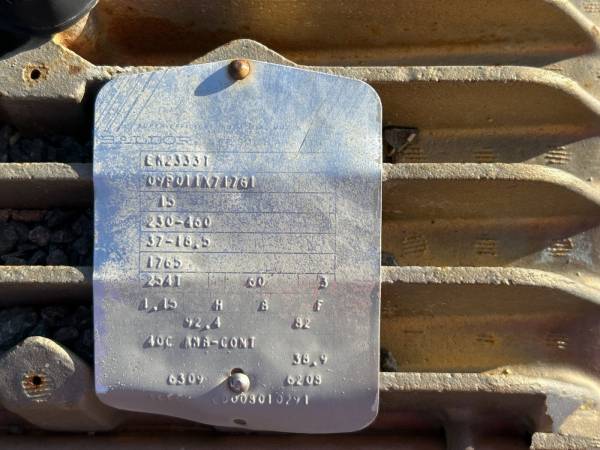 BALDOR
EM2333T
09P011X717G1
15
230-460
37-18.5
1765
254T 60 3
1.15 H B F
92.4 82
40C AMB-CONT
38.9
6309 6208